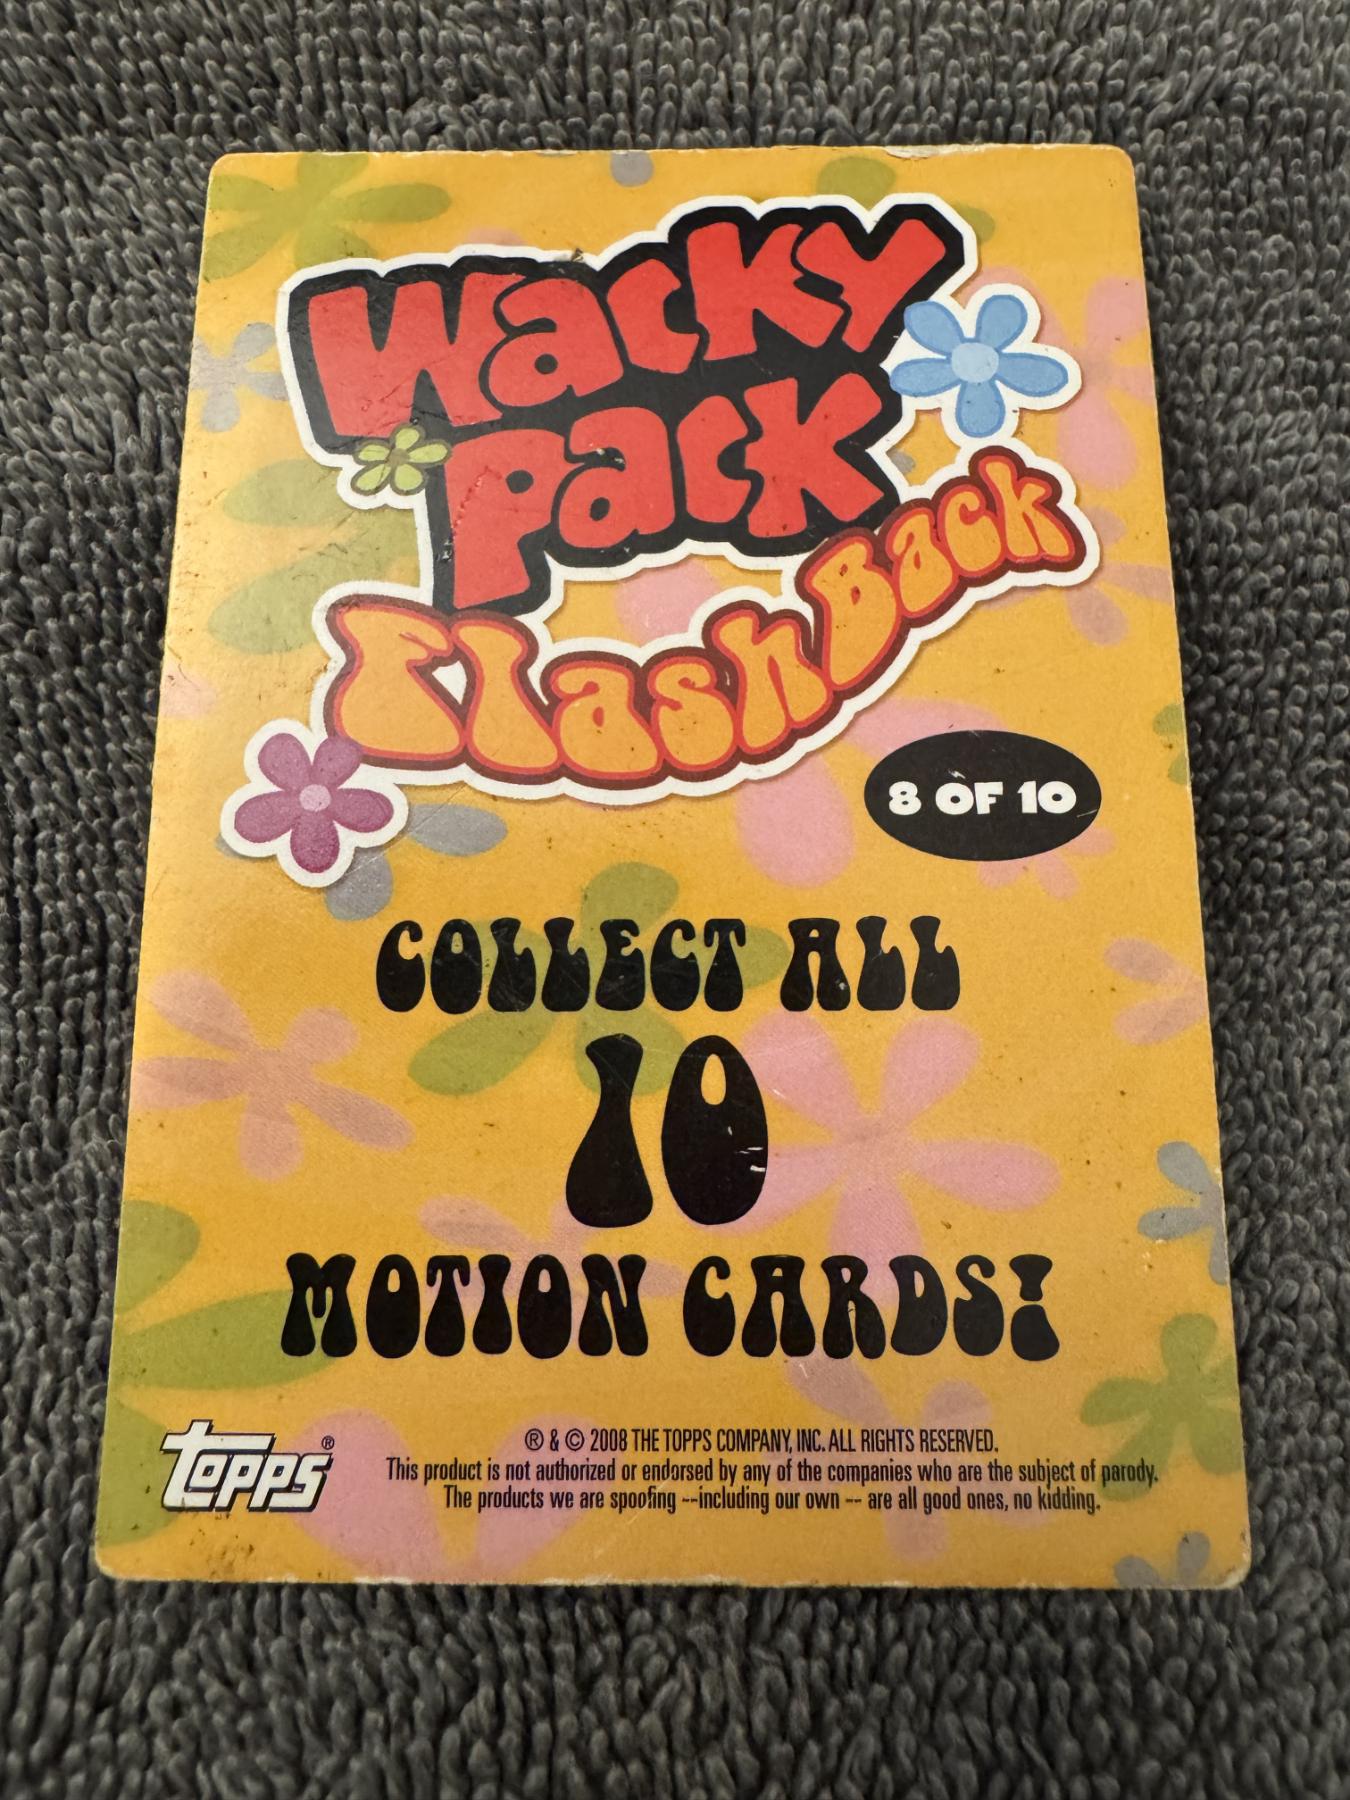 Wacky
Pack
FlashBack
8 OF 10
COLLECT ALL
10
MOTION CARDS!
Topps®
® & © 2008 THE TOPPS COMPANY, INC. ALL RIGHTS RESERVED.
This product is not authorized or endorsed by any of the companies who are the subject of parody.
The products we are spoofing --including our own -- are all good ones, no kidding.